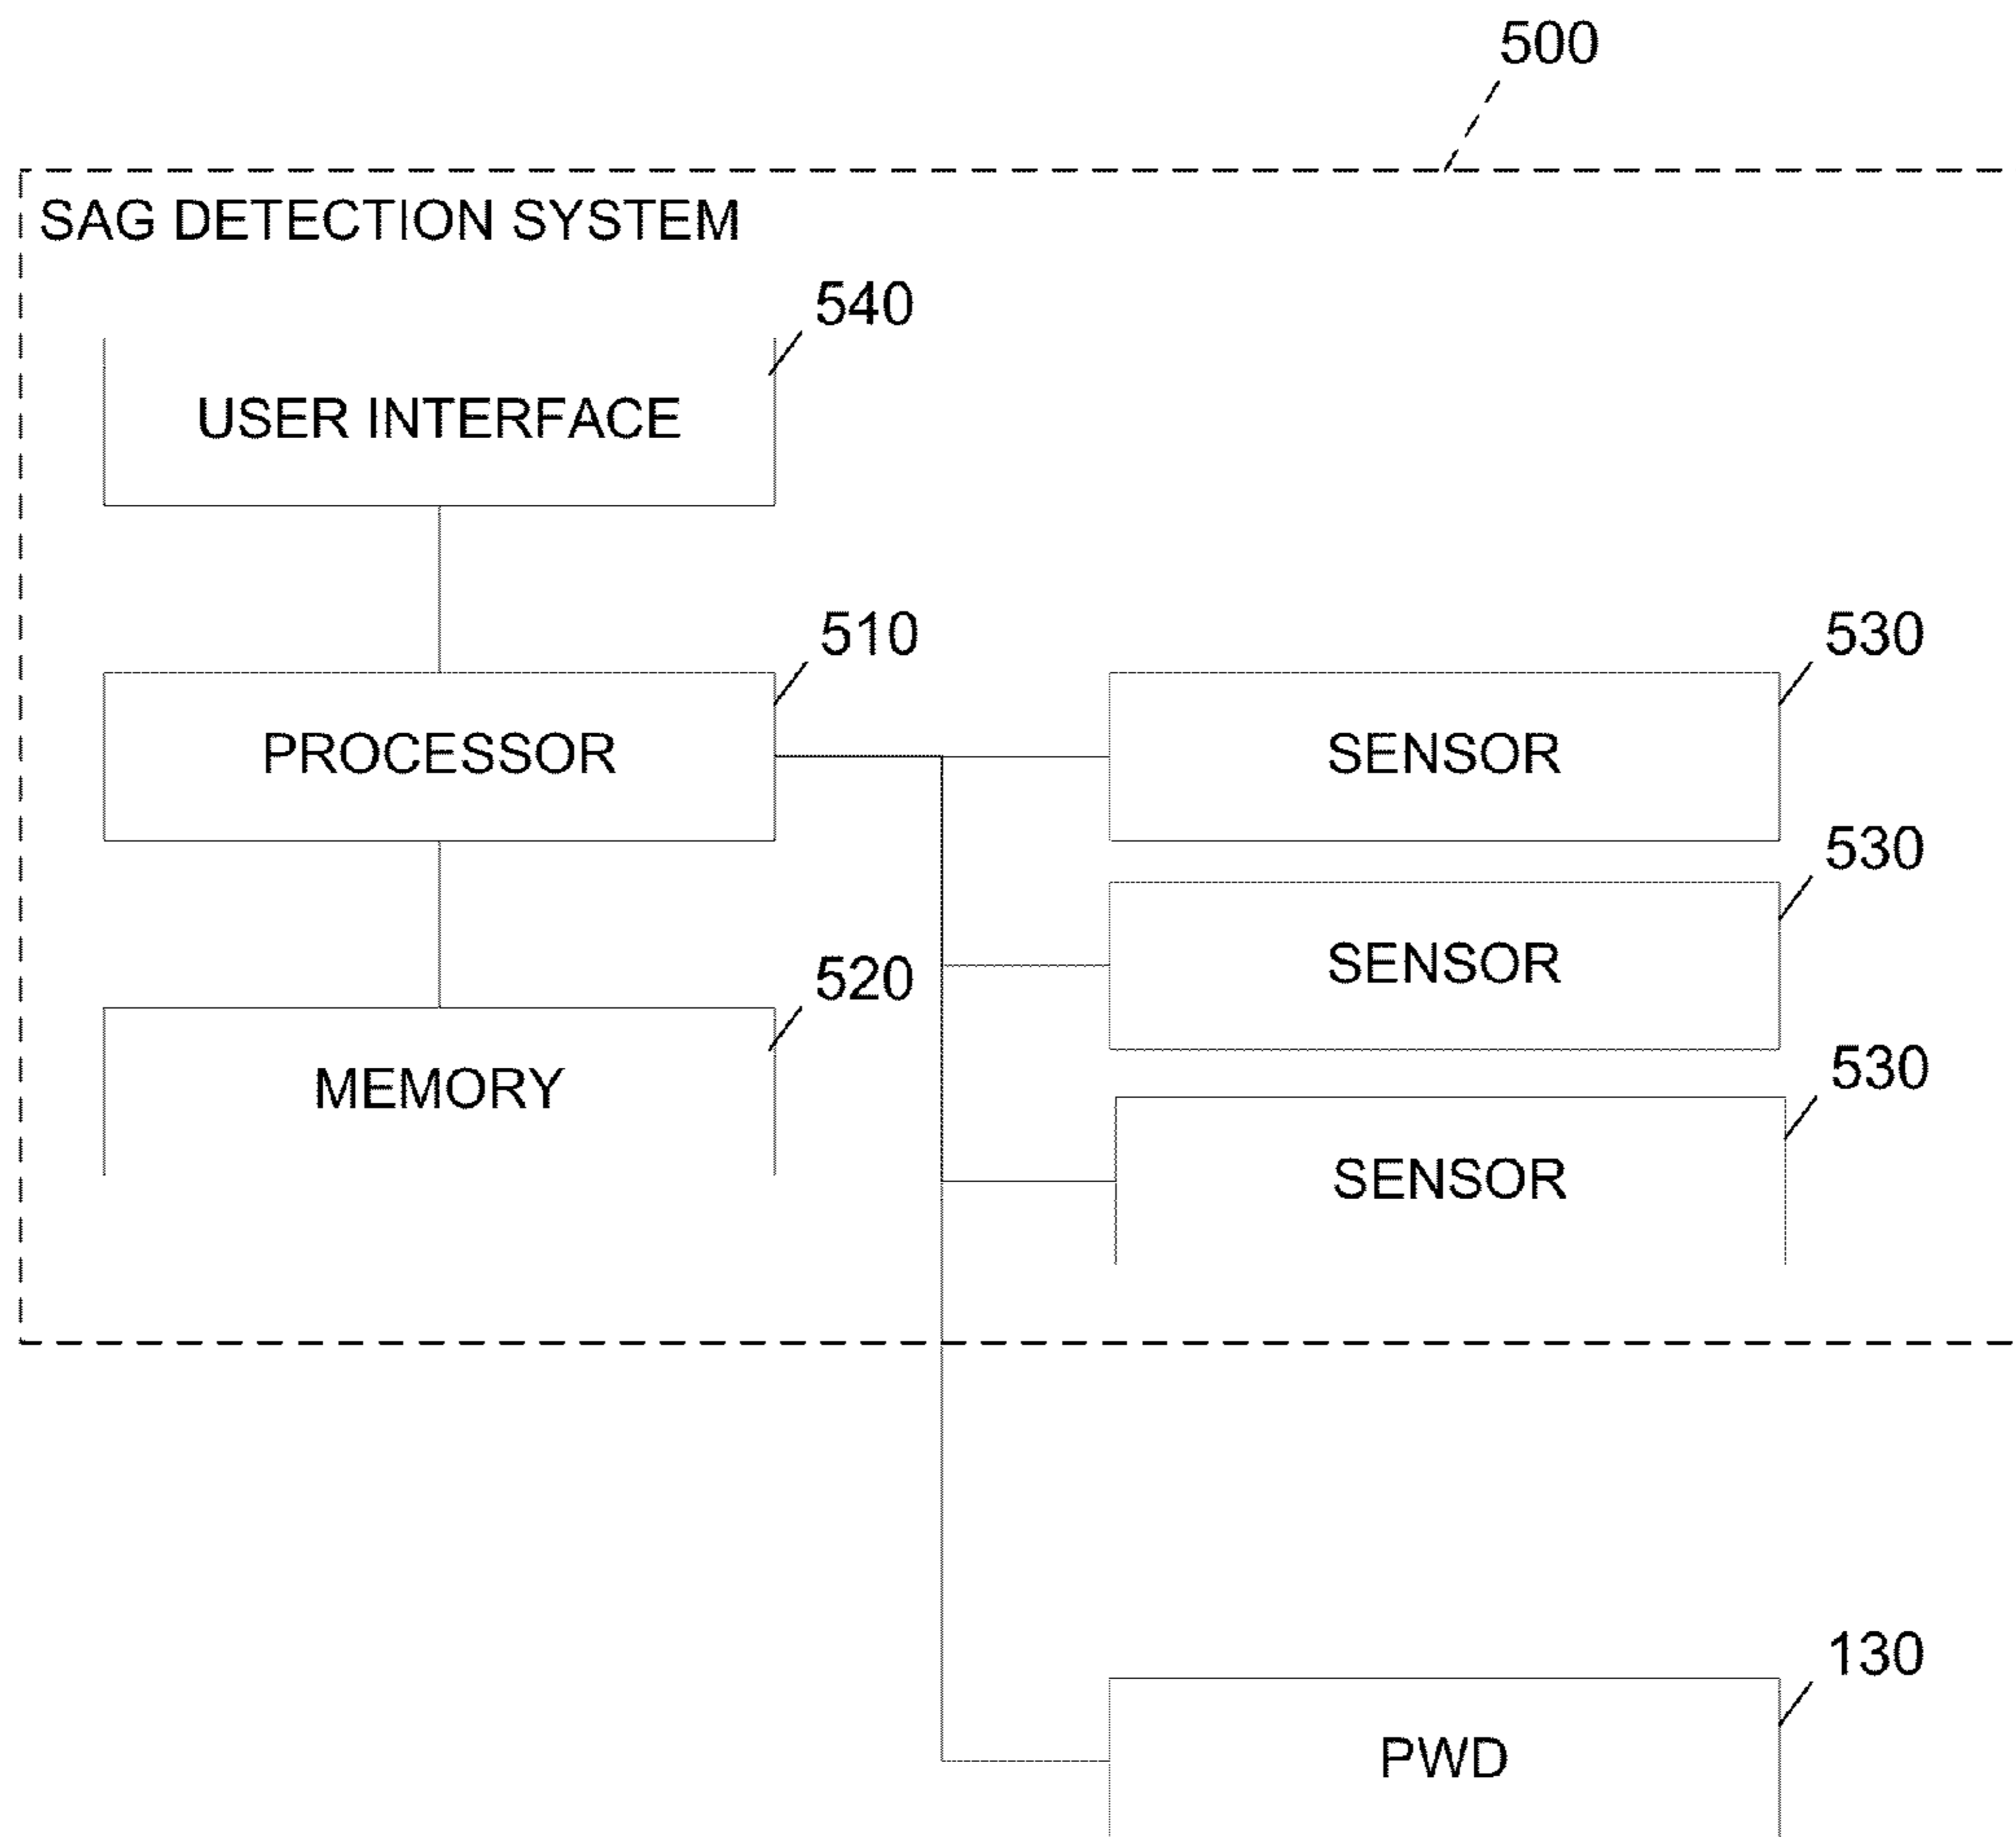 500
SAG DETECTION SYSTEM
540
USER INTERFACE
510
PROCESSOR
530
SENSOR
530
SENSOR
520
MEMORY
530
SENSOR
130
PWD